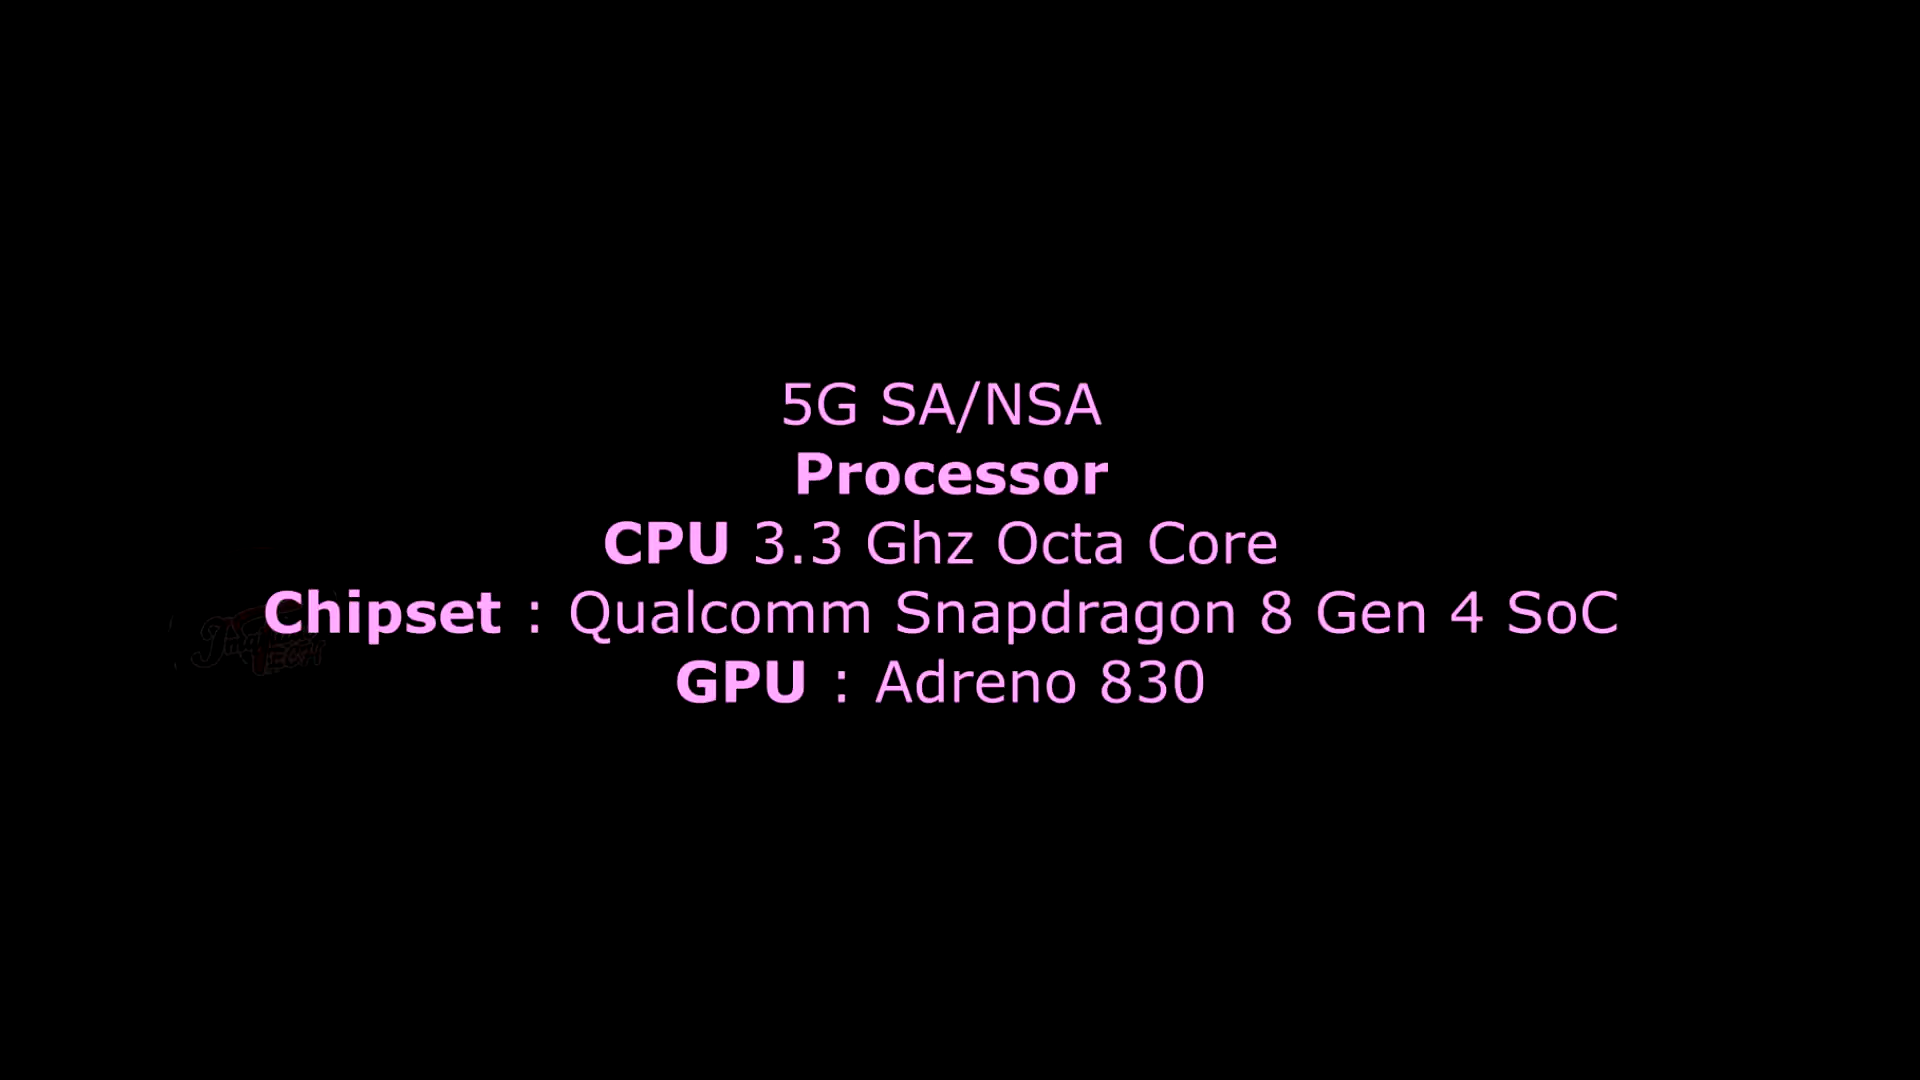 5G SA/NSA
Processor
CPU 3.3 Ghz Octa Core
Chipset : Qualcomm Snapdragon 8 Gen 4 SoC
GPU : Adreno 830